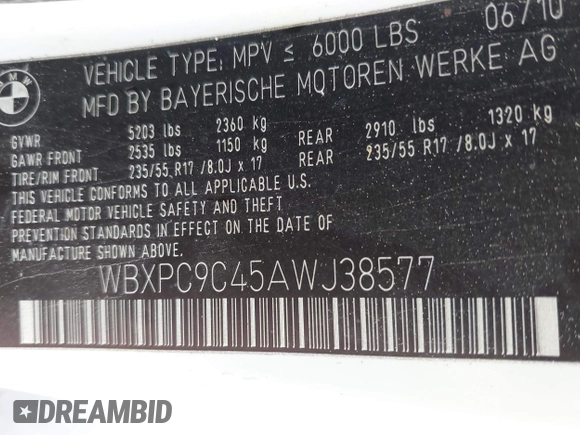 06/10
BMW
VEHICLE TYPE: MPV ≤ 6000 LBS
MFD BY BAYERISCHE MOTOREN WERKE AG
GVWR 5203 lbs 2360 kg
GAWR FRONT 2535 lbs 1150 kg REAR 2910 lbs 1320 kg
TIRE/RIM FRONT 235/55 R17 /8.0J x 17 REAR 235/55 R17 /8.0J x 17
THIS VEHICLE CONFORMS TO ALL APPLICABLE U.S.
FEDERAL MOTOR VEHICLE SAFETY AND THEFT
PREVENTION STANDARDS IN EFFECT ON THE DATE OF
MANUFACTURE SHOWN ABOVE.
WBXPC9C45AWJ38577
DREAMBID